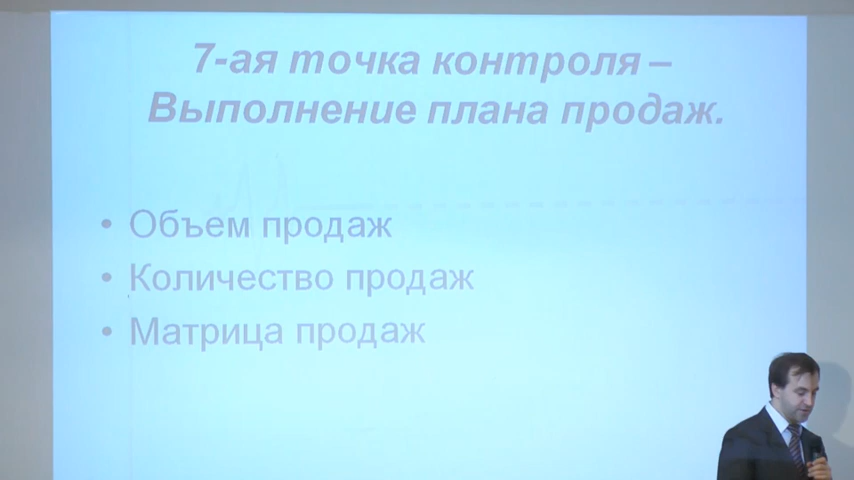 7-ая точка контроля –
Выполнение плана продаж.
• Объем продаж
• Количество продаж
• Матрица продаж